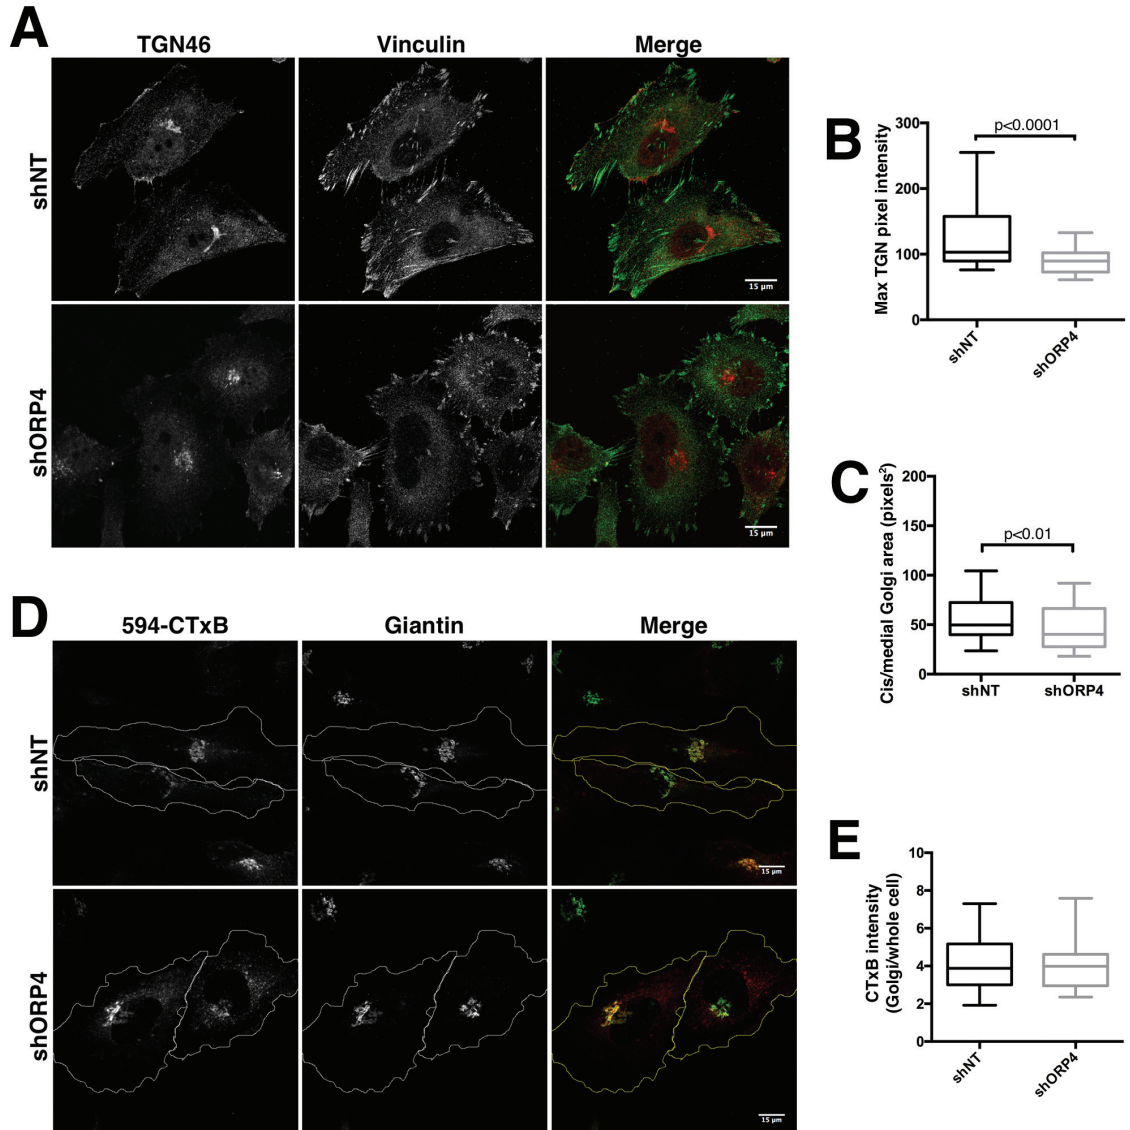 A
TGN46 Vinculin Merge
shNT
15 µm
shORP4
15 µm
B
Max TGN pixel intensity
300
200
100
0
p<0.0001
shNT shORP4
C
Cis/medial Golgi area (pixels²)
200
150
100
50
0
p<0.01
shNT shORP4
D
594-CTxB Giantin Merge
shNT
15 µm
shORP4
15 µm
E
CTxB intensity
(Golgi/whole cell)
10
8
6
4
2
0
shNT shORP4